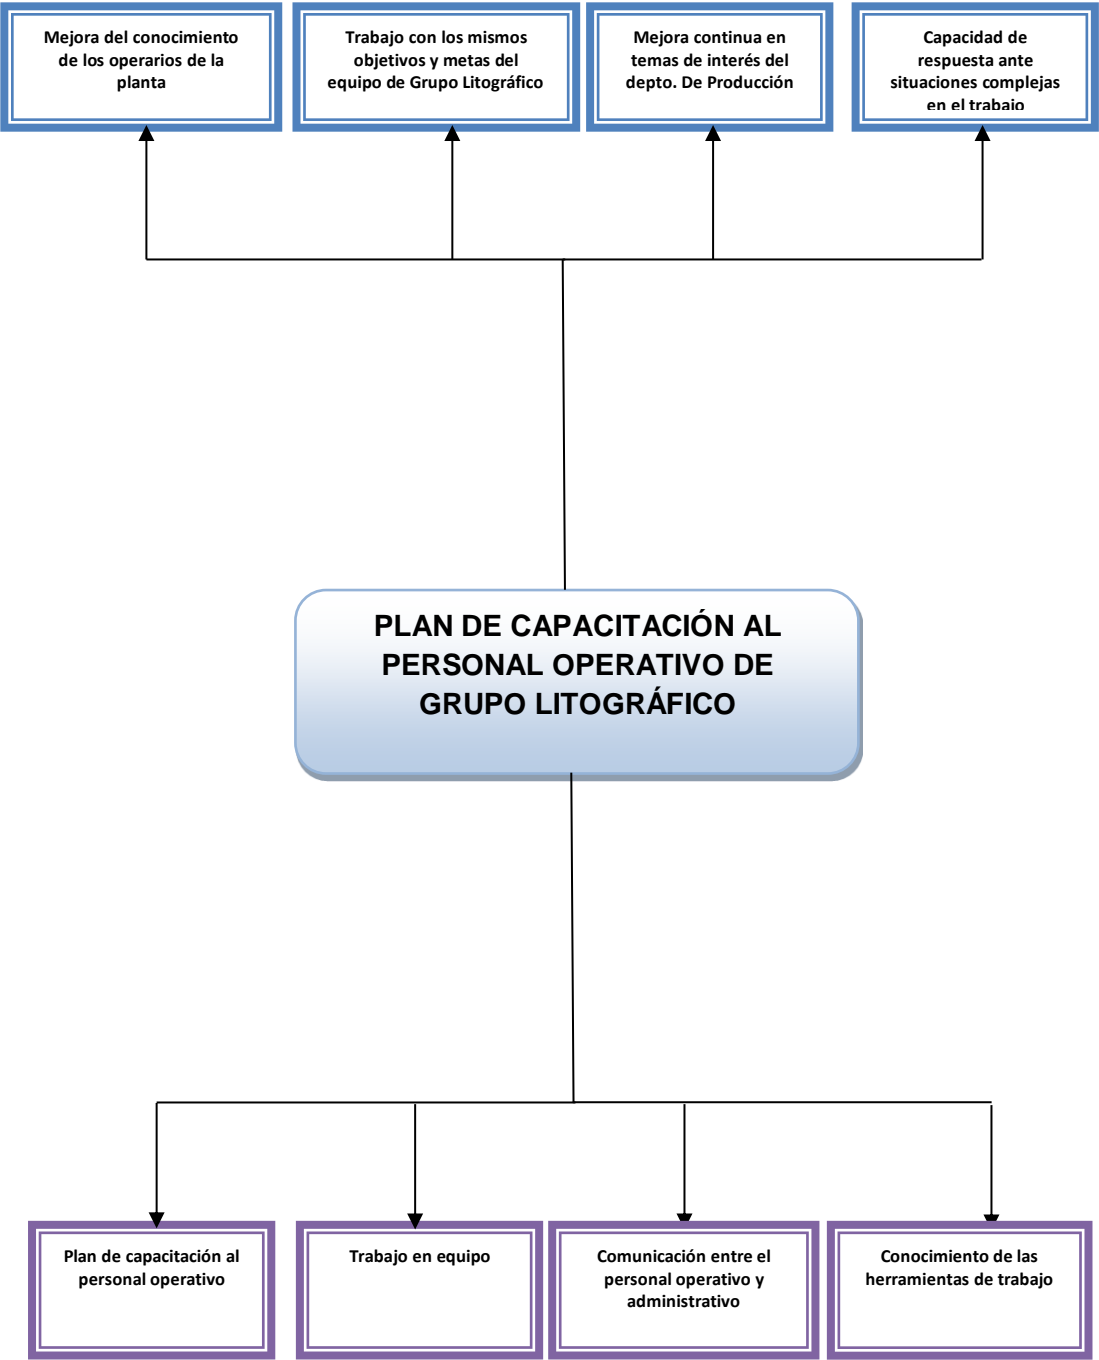 Mejora del conocimiento
de los operarios de la
planta
Trabajo con los mismos
objetivos y metas del
equipo de Grupo Litográfico
Mejora continua en
temas de interés del
depto. De Producción
Capacidad de
respuesta ante
situaciones complejas
en el trabajo
PLAN DE CAPACITACIÓN AL
PERSONAL OPERATIVO DE
GRUPO LITOGRÁFICO
Plan de capacitación al
personal operativo
Trabajo en equipo
Comunicación entre el
personal operativo y
administrativo
Conocimiento de las
herramientas de trabajo